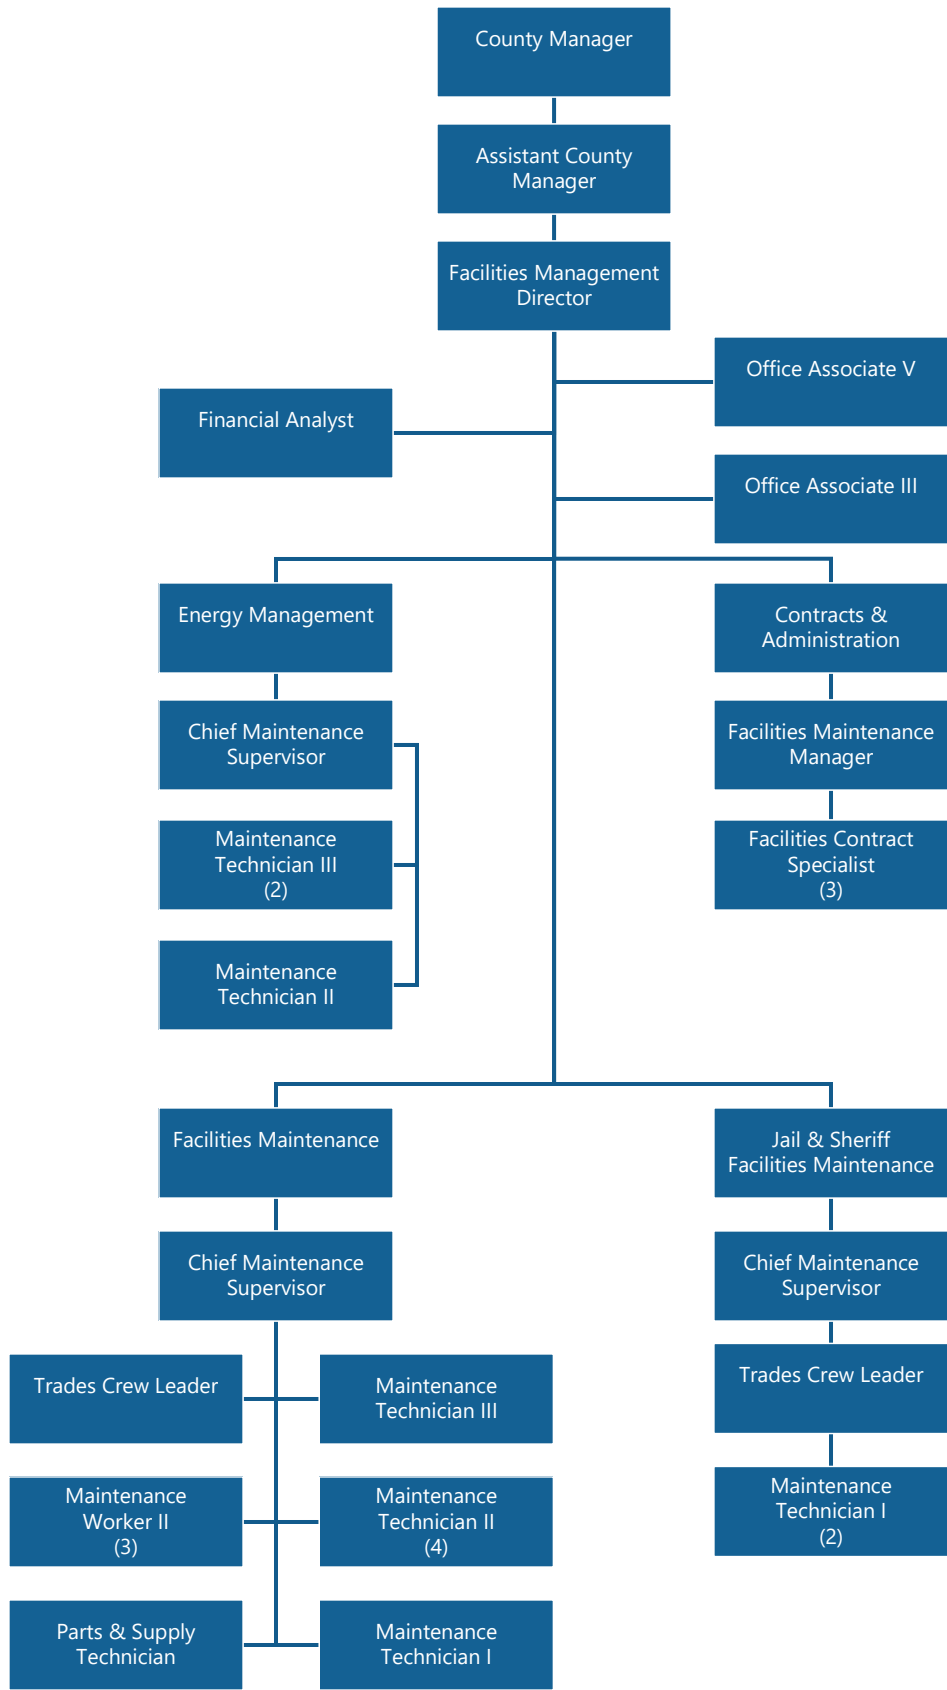 County Manager
Assistant County
Manager
Facilities Management
Director
Office Associate V
Financial Analyst
Office Associate III
Energy Management
Contracts &
Administration
Chief Maintenance
Supervisor
Facilities Maintenance
Manager
Maintenance
Technician III
(2)
Facilities Contract
Specialist
(3)
Maintenance
Technician II
Facilities Maintenance
Jail & Sheriff
Facilities Maintenance
Chief Maintenance
Supervisor
Chief Maintenance
Supervisor
Trades Crew Leader
Maintenance
Technician III
Trades Crew Leader
Maintenance
Worker II
(3)
Maintenance
Technician II
(4)
Maintenance
Technician I
(2)
Parts & Supply
Technician
Maintenance
Technician I